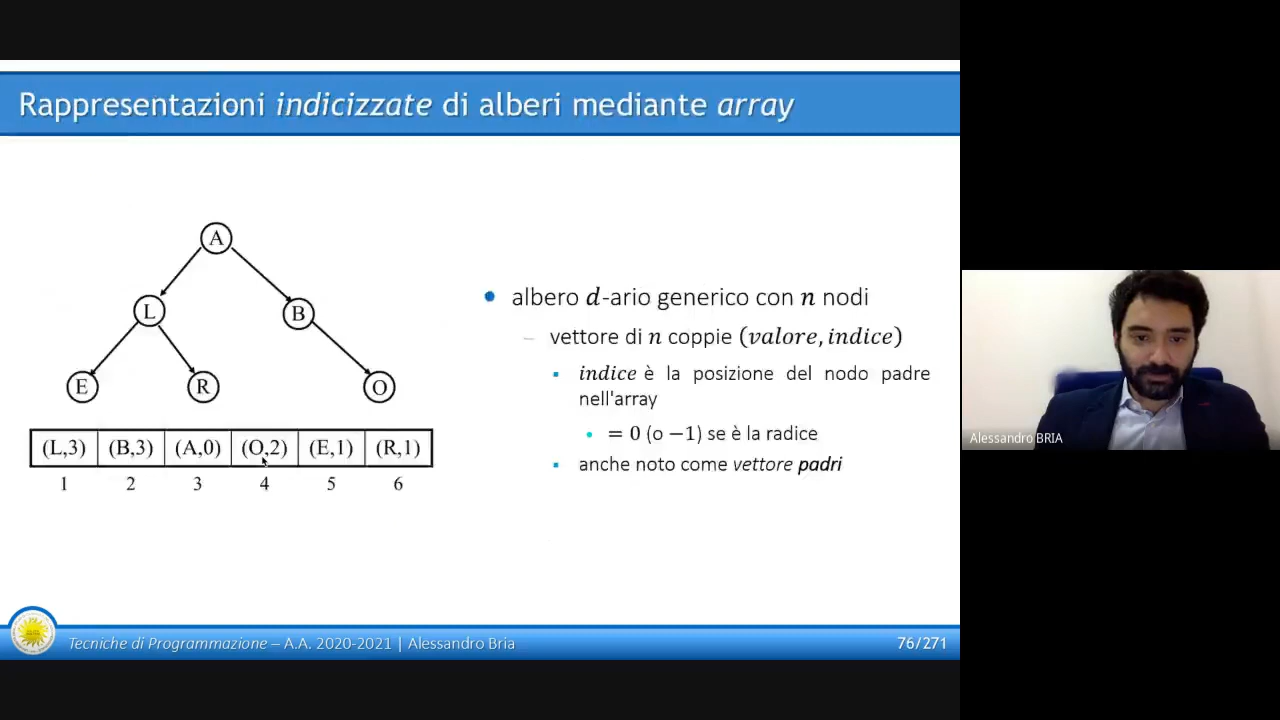 Rappresentazioni indicizzate di alberi mediante array
A
L
B
E
R
O
(L,3) (B,3) (A,0) (O,2) (E,1) (R,1)
1 2 3 4 5 6
• albero d-ario generico con n nodi
– vettore di n coppie (valore, indice)
▪ indice è la posizione del nodo padre
nell'array
• = 0 (o −1) se è la radice
▪ anche noto come vettore padri
Alessandro BRIA
Tecniche di Programmazione – A.A. 2020-2021 | Alessandro Bria
76/271